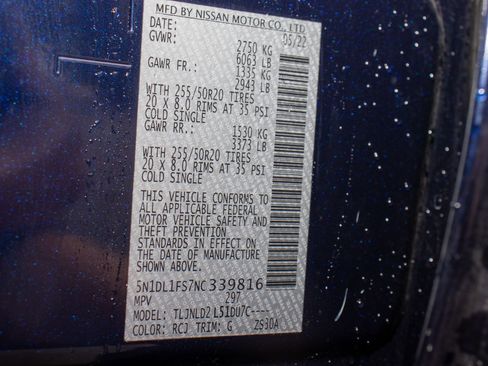 MFD BY NISSAN MOTOR CO., LTD
DATE: 05/22
GVWR: 2750 KG
6063 LB
GAWR FR.: 1335 KG
2943 LB
WITH 255/50R20 TIRES
20 X 8.0 RIMS AT 35 PSI
COLD SINGLE
GAWR RR.: 1530 KG
3373 LB
WITH 255/50R20 TIRES
20 X 8.0 RIMS AT 35 PSI
COLD SINGLE
THIS VEHICLE CONFORMS TO
ALL APPLICABLE FEDERAL
MOTOR VEHICLE SAFETY AND
THEFT PREVENTION
STANDARDS IN EFFECT ON
THE DATE OF MANUFACTURE
SHOWN ABOVE.
5N1DL1FS7NC339816
MPV 297
MODEL: TLJNLD2 L51DU7C----
COLOR: RCJ TRIM: G ZS30A